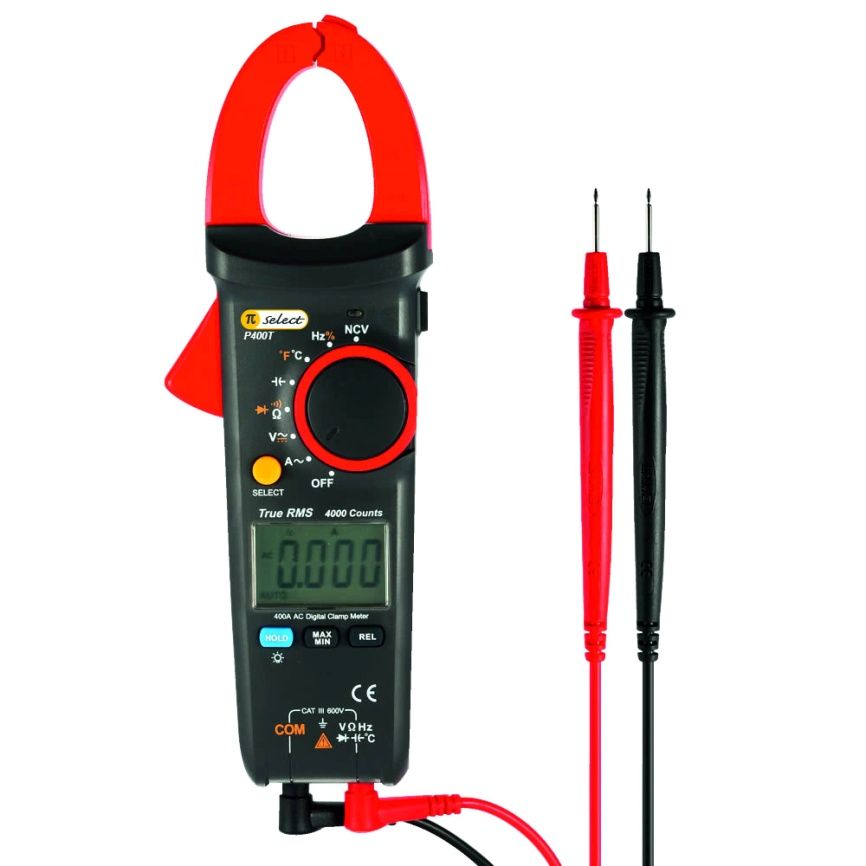 π select
P400T
NCV
Hz%
°F°C
Ω
V
A~
OFF
SELECT
True RMS 4000 Counts
A
AC
0.000
AUTO
400A AC Digital Clamp Meter
HOLD
MAX
MIN
REL
CE
CAT III 600V
COM
V Ω Hz
°C